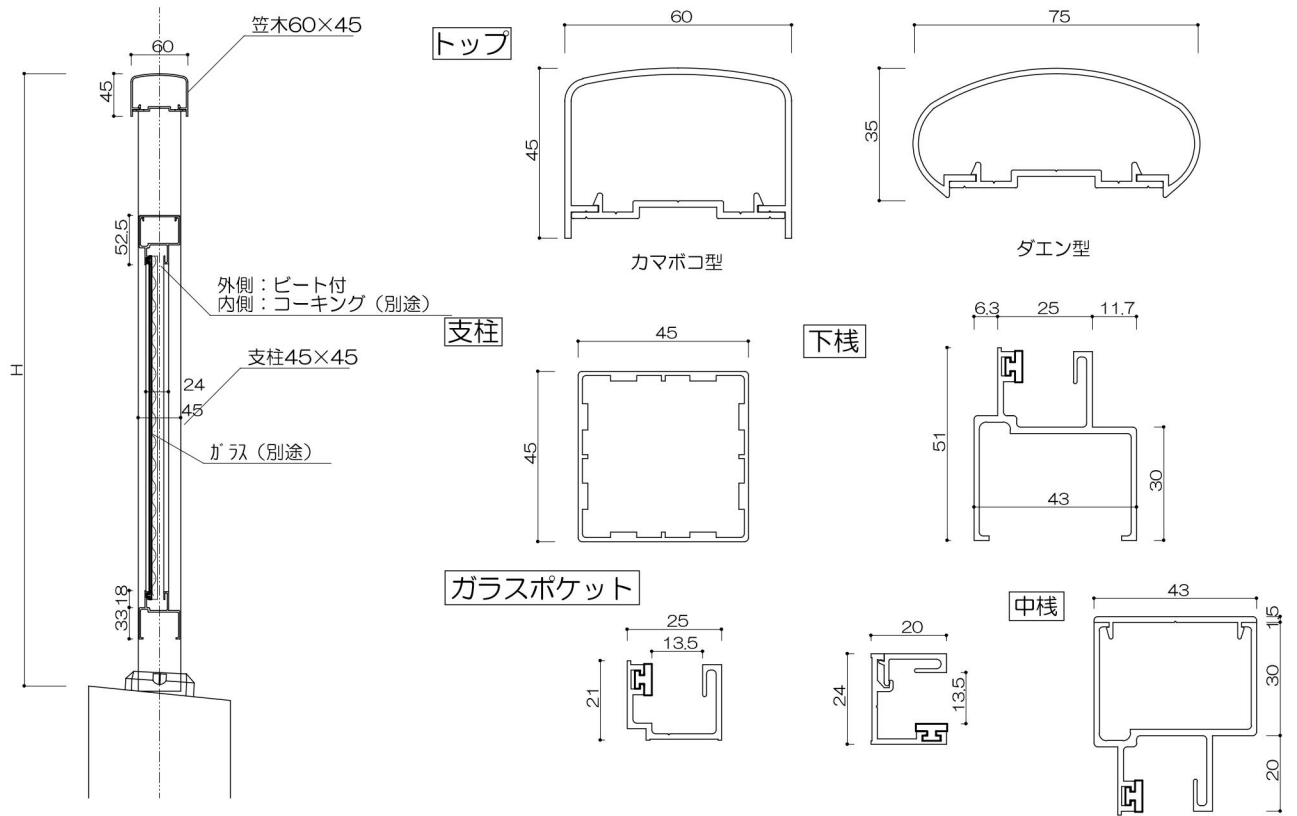 笠木60×45
60
45
H
52.5
外側：ビート付
内側：コーキング（別途）
支柱45×45
24
45
ガラス（別途）
18
33
トップ
60
45
カマボコ型
75
35
ダエン型
支柱
45
45
下桟
6.3
25
11.7
51
43
30
ガラスポケット
25
13.5
21
20
24
13.5
中桟
43
1.5
30
20